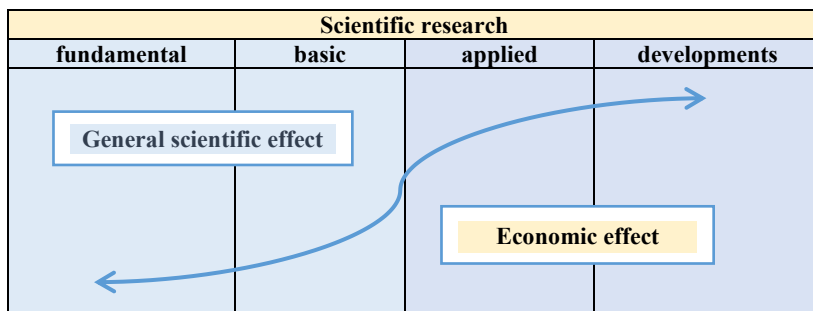 Scientific research
fundamental basic applied developments
General scientific effect
Economic effect